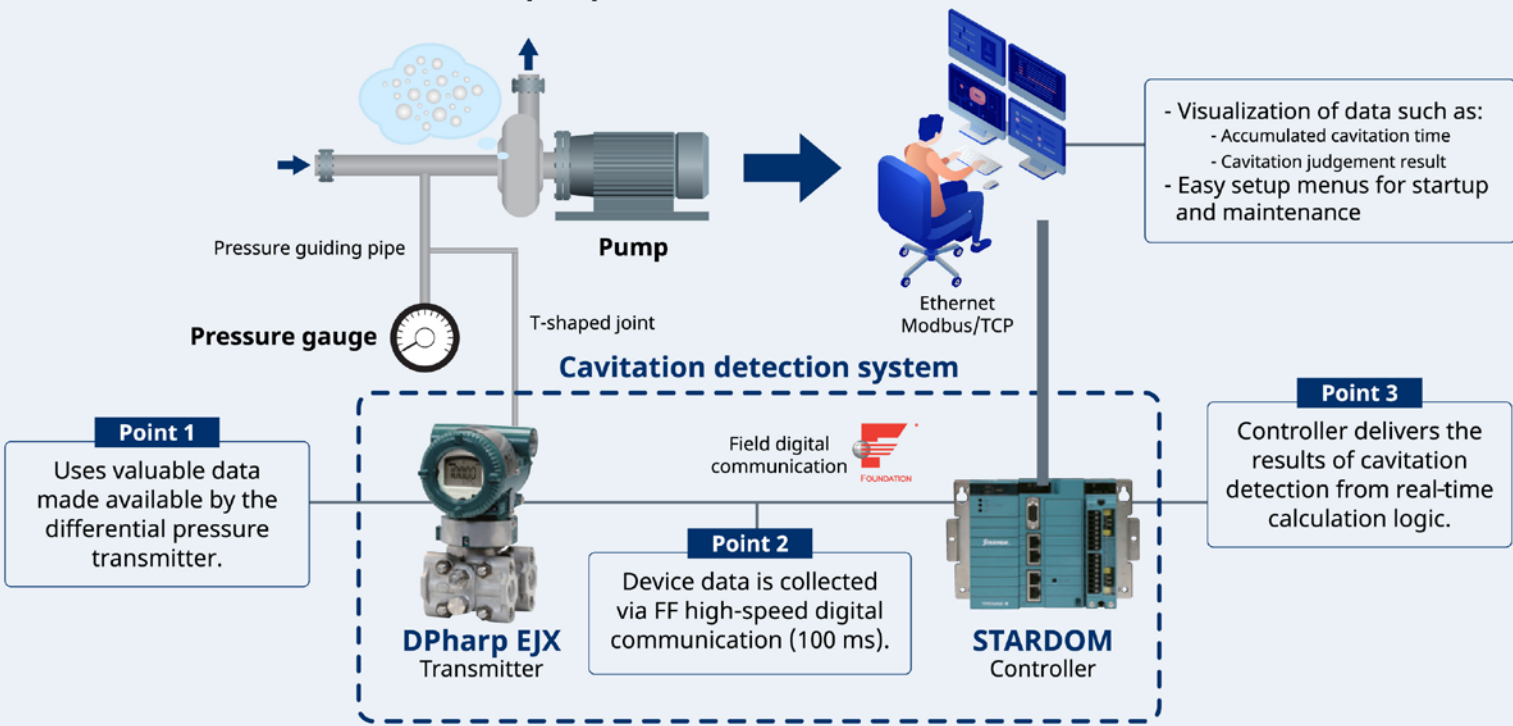 - Visualization of data such as:
- Accumulated cavitation time
- Cavitation judgement result
- Easy setup menus for startup
and maintenance
Pump
Pressure guiding pipe
Pressure gauge
T-shaped joint
Ethernet
Modbus/TCP
Cavitation detection system
Point 1
Uses valuable data
made available by the
differential pressure
transmitter.
Field digital
communication
FOUNDATION
Point 2
Device data is collected
via FF high-speed digital
communication (100 ms).
Point 3
Controller delivers the
results of cavitation
detection from real-time
calculation logic.
DPharp EJX
Transmitter
STARDOM
Controller